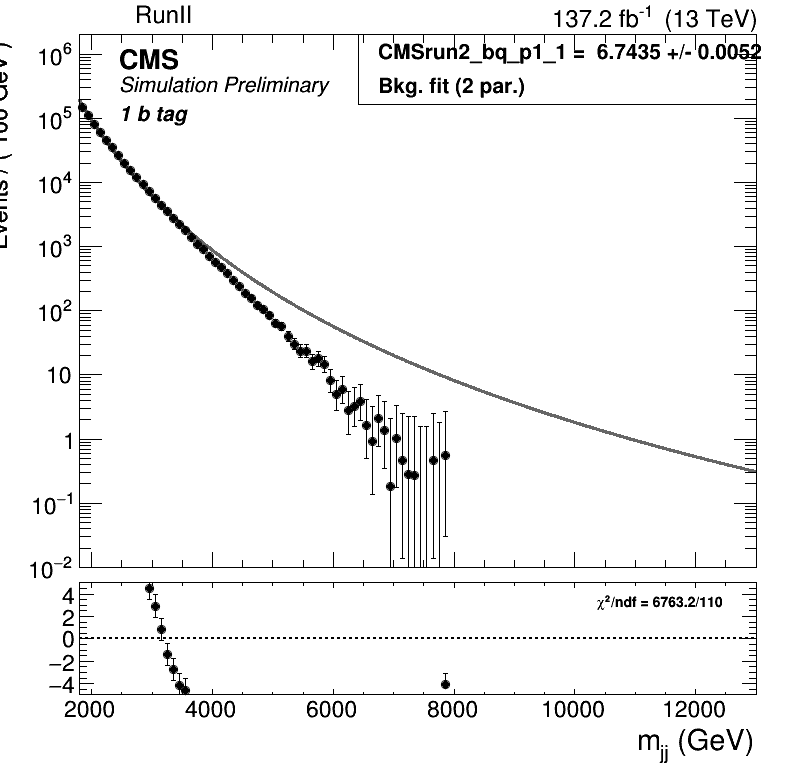 RunII
137.2 fb⁻¹ (13 TeV)
CMS
Simulation Preliminary
1 b tag
CMSrun2_bq_p1_1 = 6.7435 +/- 0.0052
Bkg. fit (2 par.)
10⁶
10⁵
10⁴
10³
10²
10
1
10⁻¹
10⁻²
χ²/ndf = 6763.2/110
4
2
0
−2
−4
2000 4000 6000 8000 10000 12000
m_jj (GeV)